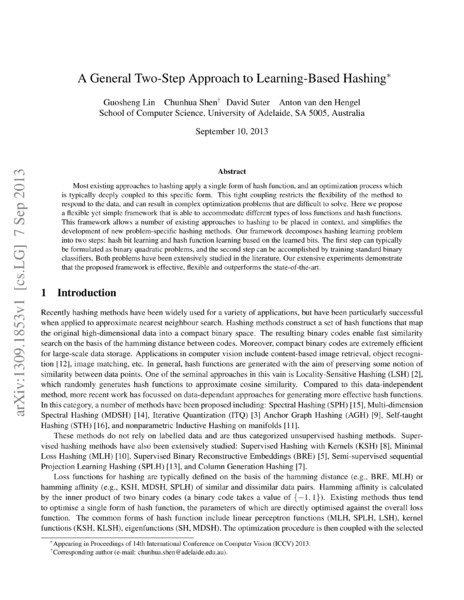 A General Two-Step Approach to Learning-Based Hashing*
Guosheng Lin Chunhua Shen† David Suter Anton van den Hengel
School of Computer Science, University of Adelaide, SA 5005, Australia
September 10, 2013
Abstract
Most existing approaches to hashing apply a single form of hash function, and an optimization process which
is typically deeply coupled to this specific form. This tight coupling restricts the flexibility of the method to
respond to the data, and can result in complex optimization problems that are difficult to solve. Here we propose
a flexible yet simple framework that is able to accommodate different types of loss functions and hash functions.
This framework allows a number of existing approaches to hashing to be placed in context, and simplifies the
development of new problem-specific hashing methods. Our framework decomposes hashing learning problem
into two steps: hash bit learning and hash function learning based on the learned bits. The first step can typically
be formulated as binary quadratic problems, and the second step can be accomplished by training standard binary
classifiers. Both problems have been extensively studied in the literature. Our extensive experiments demonstrate
that the proposed framework is effective, flexible and outperforms the state-of-the-art.
1 Introduction
Recently hashing methods have been widely used for a variety of applications, but have been particularly successful
when applied to approximate nearest neighbour search. Hashing methods construct a set of hash functions that map
the original high-dimensional data into a compact binary space. The resulting binary codes enable fast similarity
search on the basis of the hamming distance between codes. Moreover, compact binary codes are extremely efficient
for large-scale data storage. Applications in computer vision include content-based image retrieval, object recogni-
tion [12], image matching, etc. In general, hash functions are generated with the aim of preserving some notion of
similarity between data points. One of the seminal approaches in this vain is Locality-Sensitive Hashing (LSH) [2],
which randomly generates hash functions to approximate cosine similarity. Compared to this data-independent
method, more recent work has focussed on data-dependant approaches for generating more effective hash functions.
In this category, a number of methods have been proposed including: Spectral Hashing (SPH) [15], Multi-dimension
Spectral Hashing (MDSH) [14], Iterative Quantization (ITQ) [3] Anchor Graph Hashing (AGH) [9], Self-taught
Hashing (STH) [16], and nonparametric Inductive Hashing on manifolds [11].
These methods do not rely on labelled data and are thus categorized unsupervised hashing methods. Super-
vised hashing methods have also been extensively studied: Supervised Hashing with Kernels (KSH) [8], Minimal
Loss Hashing (MLH) [10], Supervised Binary Reconstructive Embeddings (BRE) [5], Semi-supervised sequential
Projection Learning Hashing (SPLH) [13], and Column Generation Hashing [7].
Loss functions for hashing are typically defined on the basis of the hamming distance (e.g., BRE, MLH) or
hamming affinity (e.g., KSH, MDSH, SPLH) of similar and dissimilar data pairs. Hamming affinity is calculated
by the inner product of two binary codes (a binary code takes a value of {−1, 1}). Existing methods thus tend
to optimise a single form of hash function, the parameters of which are directly optimised against the overall loss
function. The common forms of hash function include linear perceptron functions (MLH, SPLH, LSH), kernel
functions (KSH, KLSH), eigenfunctions (SH, MDSH). The optimization procedure is then coupled with the selected
*Appearing in Proceedings of 14th International Conference on Computer Vision (ICCV) 2013.
†Corresponding author (e-mail: chunhua.shen@adelaide.edu.au).
arXiv:1309.1853v1 [cs.LG] 7 Sep 2013